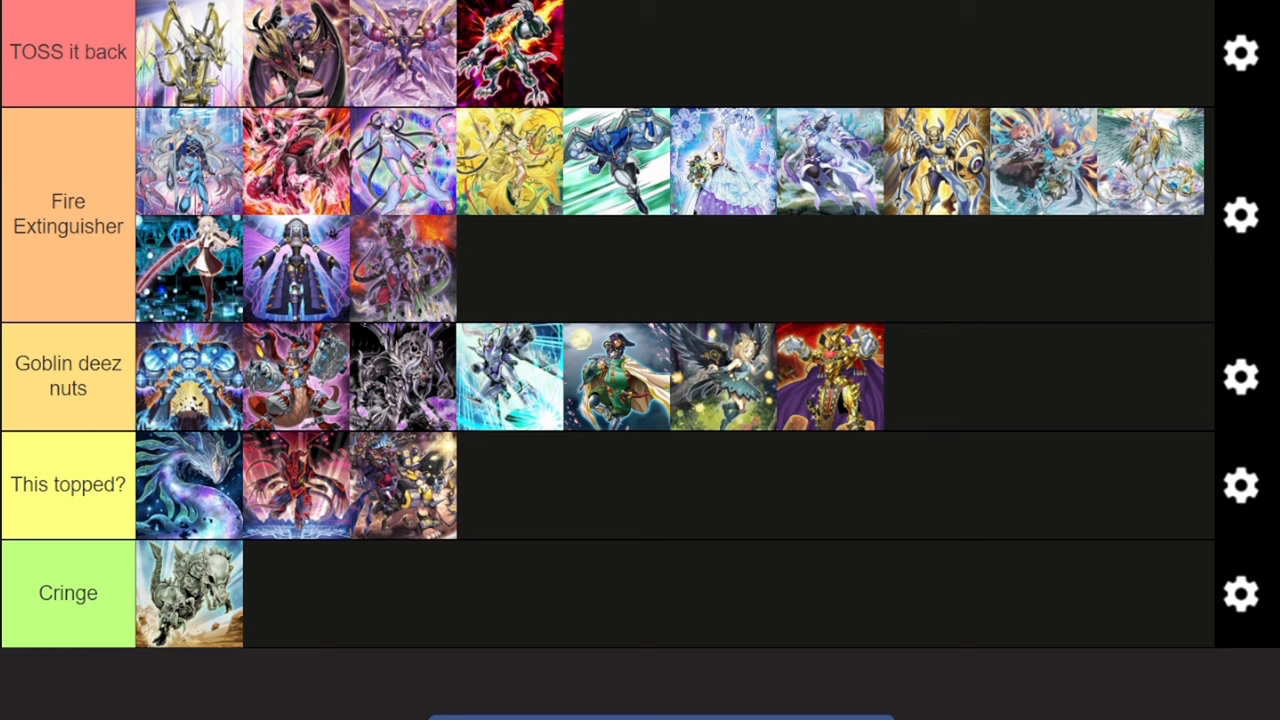 TOSS it back
Fire
Extinguisher
Goblin deez
nuts
This topped?
Cringe